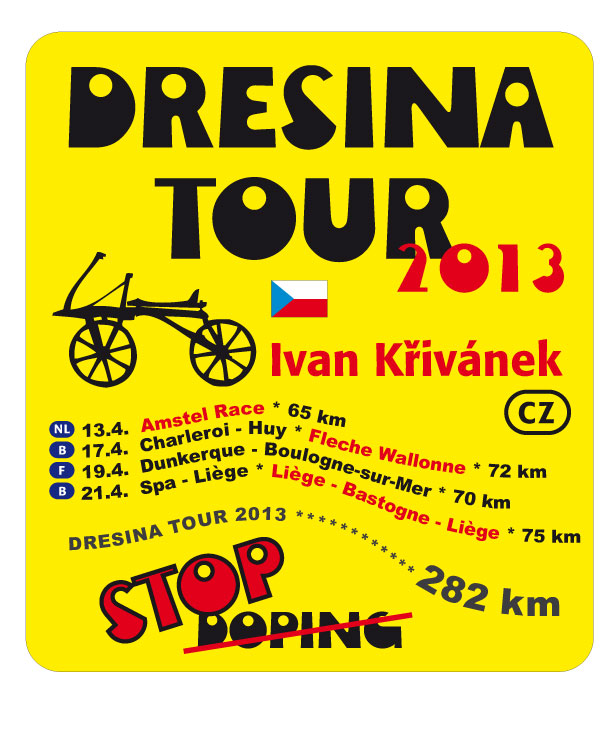 DRESINA
TOUR
2013
Ivan Křivánek
CZ
NL 13.4. Amstel Race * 65 km
B 17.4. Charleroi - Huy * Fleche Wallonne * 72 km
F 19.4. Dunkerque - Boulogne-sur-Mer * 70 km
B 21.4. Spa - Liège * Liège - Bastogne - Liège * 75 km
DRESINA TOUR 2013 * * * * * * * * * * * * 282 km
STOP
DOPING